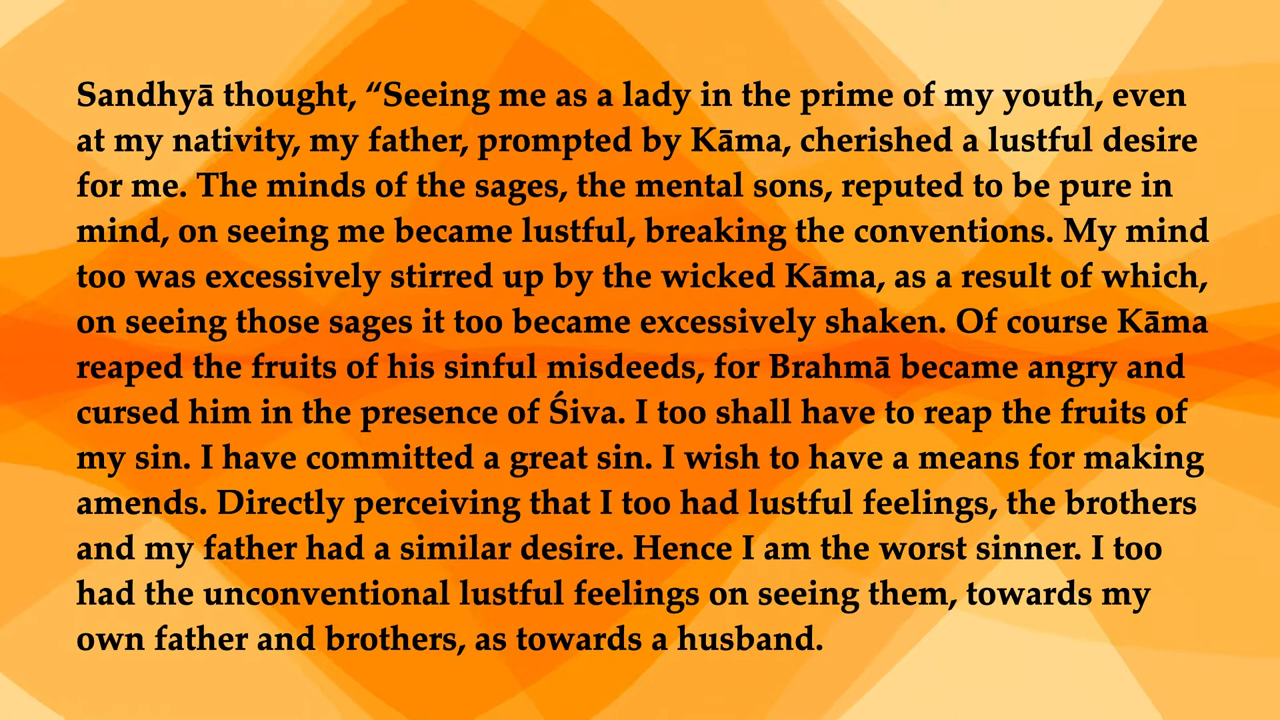 Sandhyā thought, “Seeing me as a lady in the prime of my youth, even
at my nativity, my father, prompted by Kāma, cherished a lustful desire
for me. The minds of the sages, the mental sons, reputed to be pure in
mind, on seeing me became lustful, breaking the conventions. My mind
too was excessively stirred up by the wicked Kāma, as a result of which,
on seeing those sages it too became excessively shaken. Of course Kāma
reaped the fruits of his sinful misdeeds, for Brahmā became angry and
cursed him in the presence of Śiva. I too shall have to reap the fruits of
my sin. I have committed a great sin. I wish to have a means for making
amends. Directly perceiving that I too had lustful feelings, the brothers
and my father had a similar desire. Hence I am the worst sinner. I too
had the unconventional lustful feelings on seeing them, towards my
own father and brothers, as towards a husband.